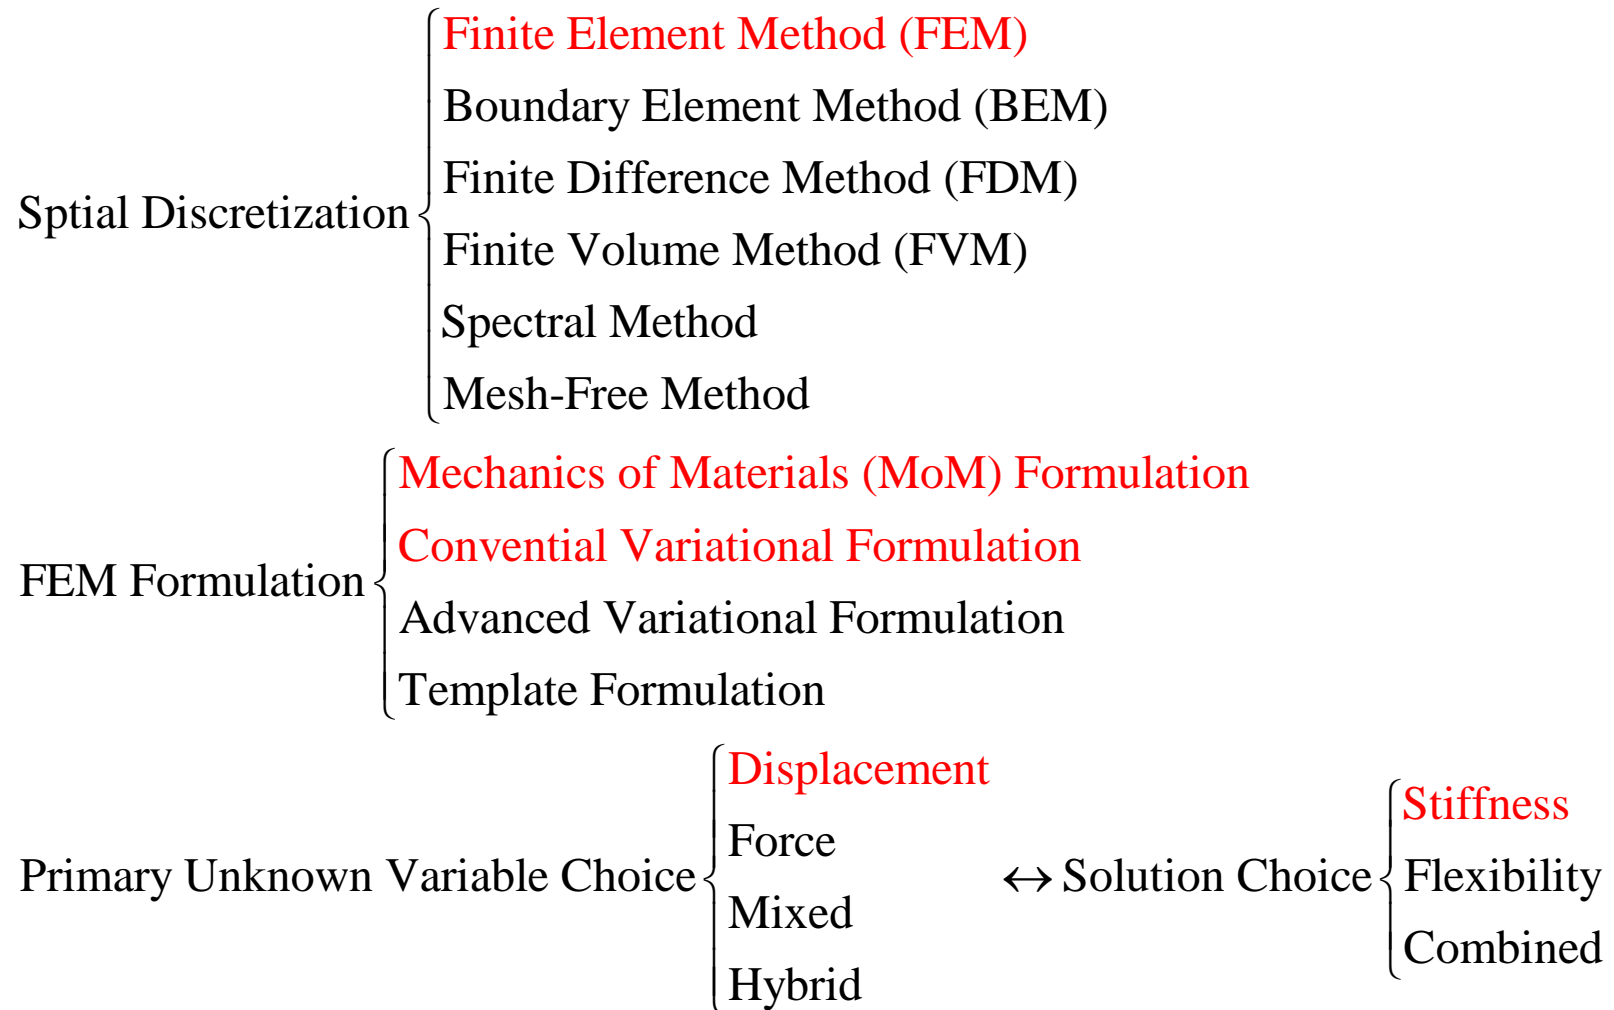 Finite Element Method (FEM)
Boundary Element Method (BEM)
Finite Difference Method (FDM)
Sptial Discretization
Finite Volume Method (FVM)
Spectral Method
Mesh-Free Method
Mechanics of Materials (MoM) Formulation
Convential Variational Formulation
FEM Formulation
Advanced Variational Formulation
Template Formulation
Displacement
Stiffness
Force
Primary Unknown Variable Choice
↔ Solution Choice
Flexibility
Mixed
Combined
Hybrid